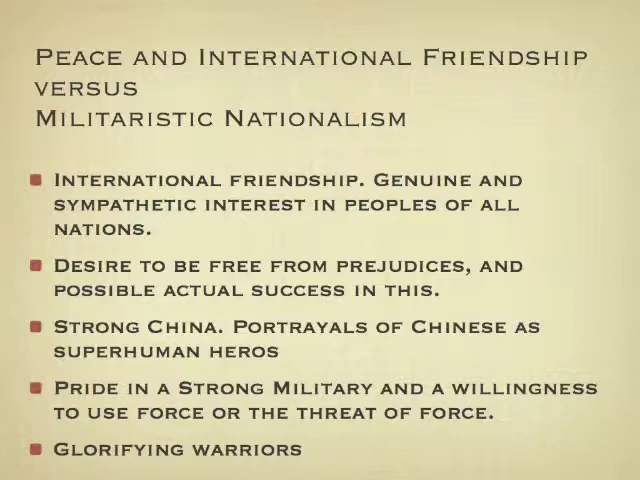 Peace and International Friendship
versus
Militaristic Nationalism
International friendship. Genuine and
sympathetic interest in peoples of all
nations.
Desire to be free from prejudices, and
possible actual success in this.
Strong China. Portrayals of Chinese as
superhuman heros
Pride in a Strong Military and a willingness
to use force or the threat of force.
Glorifying warriors